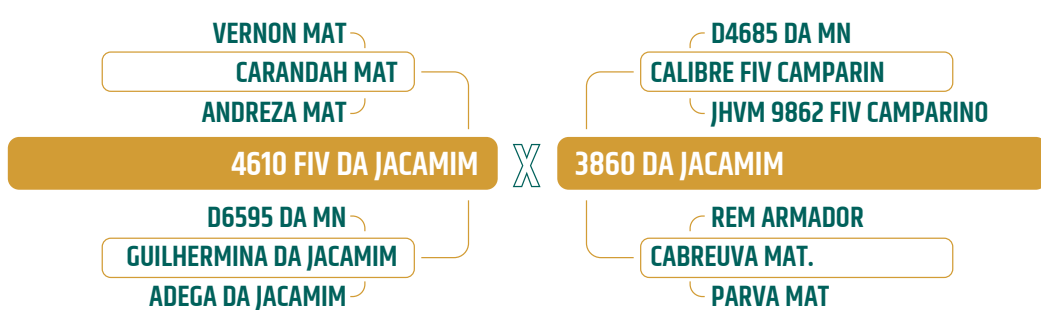 VERNON MAT
CARANDAH MAT
ANDREZA MAT
4610 FIV DA JACAMIM
D6595 DA MN
GUILHERMINA DA JACAMIM
ADEGA DA JACAMIM
X
D4685 DA MN
CALIBRE FIV CAMPARIN
JHVM 9862 FIV CAMPARINO
3860 DA JACAMIM
REM ARMADOR
CABREUVA MAT.
PARVA MAT